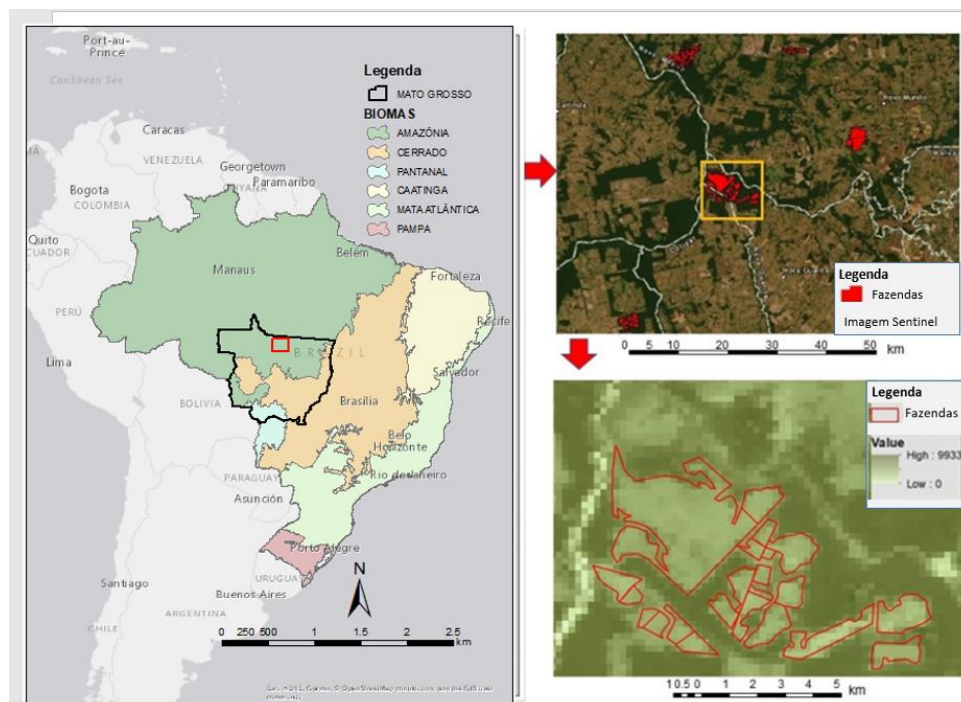 Port-au-
Prince
Caribbean Sea
Caracas
VENEZUELA
Georgetown
Paramaribo
Bogota
COLOMBIA
Quito
Manaus
Belém
Fortaleza
Recife
PERÚ
Lima
BRAZIL
Salvador
BOLIVIA
Brasília
Belo
Horizonte
Rio de Janeiro
PARAGUAY
Asunción
Porto Alegre
URUGUAY
Santiago
Buenos Aires
ARGENTINA
CHILE
Legenda
MATO GROSSO
BIOMAS
AMAZÔNIA
CERRADO
PANTANAL
CAATINGA
MATA ATLÂNTICA
PAMPA
N
0 250 500 1 1.5 2 2.5
km
Novo Mundo
Legenda
Fazendas
Imagem Sentinel
0 5 10 20 30 40 50
km
Legenda
Fazendas
Value
High : 9933
Low : 0
1 0.5 0 1 2 3 4 5
km